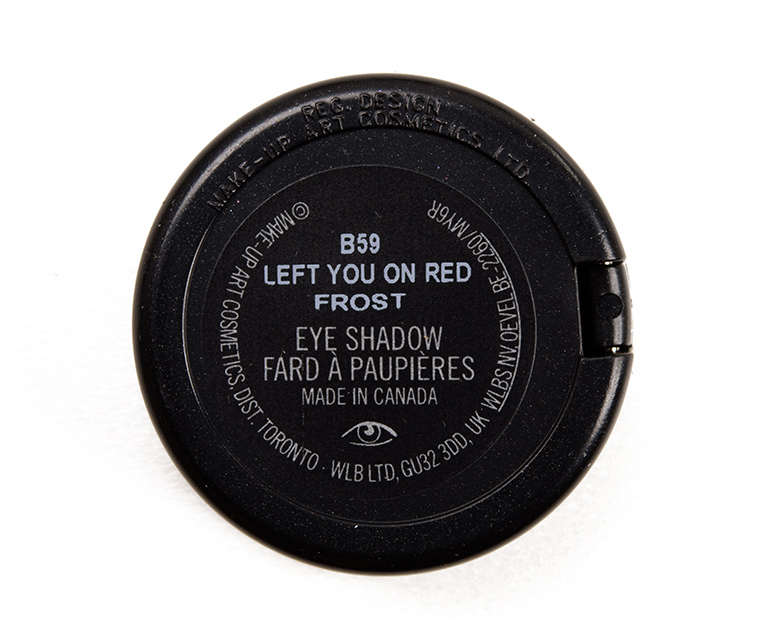 REG. DESIGN
MAKE-UP ART COSMETICS LTD
B59
LEFT YOU ON RED
FROST
EYE SHADOW
FARD À PAUPIÈRES
MADE IN CANADA
© MAKE-UP ART COSMETICS, DIST. TORONTO · WLB LTD, GU32 3DD, UK WLBS NV, OEVEL BE-2260/MY6R